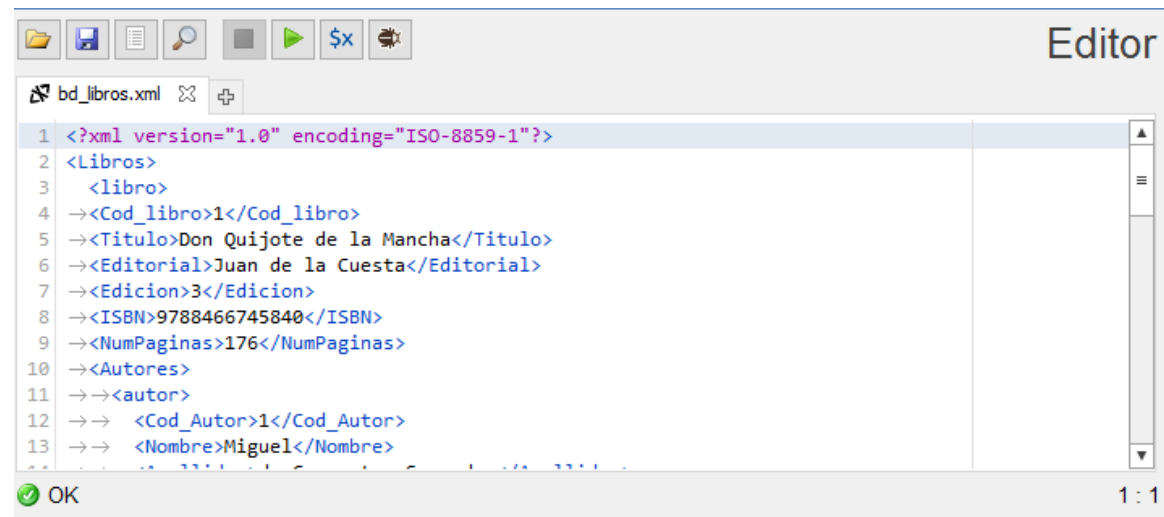 $x
Editor
bd_libros.xml
1 <?xml version="1.0" encoding="ISO-8859-1"?>
2 <Libros>
3 <libro>
4 →<Cod_libro>1</Cod_libro>
5 →<Titulo>Don Quijote de la Mancha</Titulo>
6 →<Editorial>Juan de la Cuesta</Editorial>
7 →<Edicion>3</Edicion>
8 →<ISBN>9788466745840</ISBN>
9 →<NumPaginas>176</NumPaginas>
10 →<Autores>
11 →→<autor>
12 →→ <Cod_Autor>1</Cod_Autor>
13 →→ <Nombre>Miguel</Nombre>
OK
1 : 1